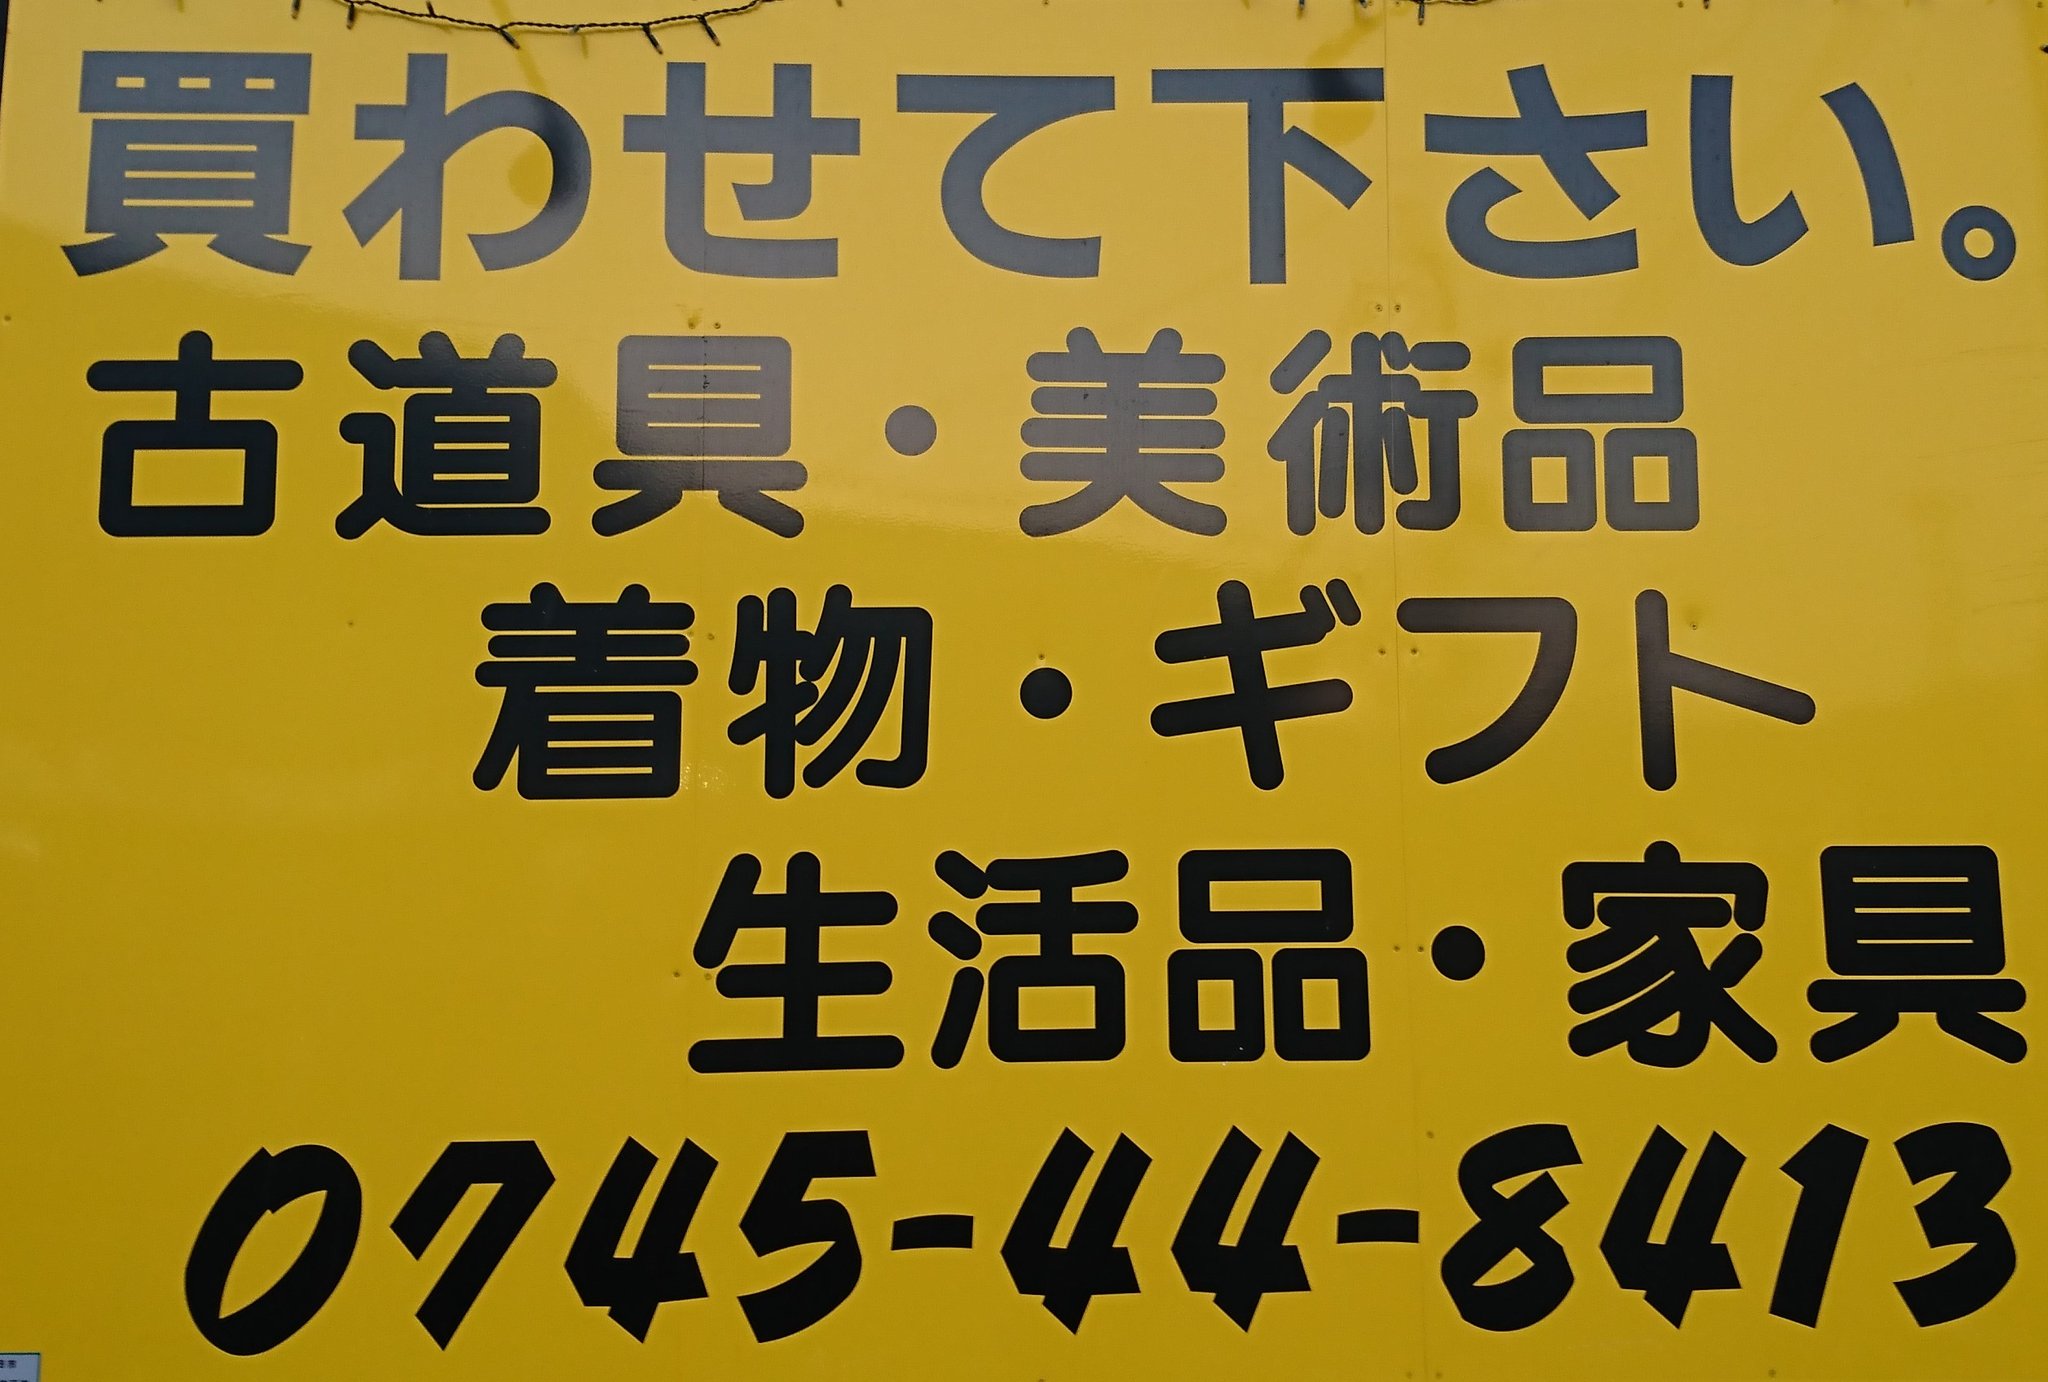 買わせて下さい。
古道具・美術品
着物・ギフト
生活品・家具
0745-44-8413